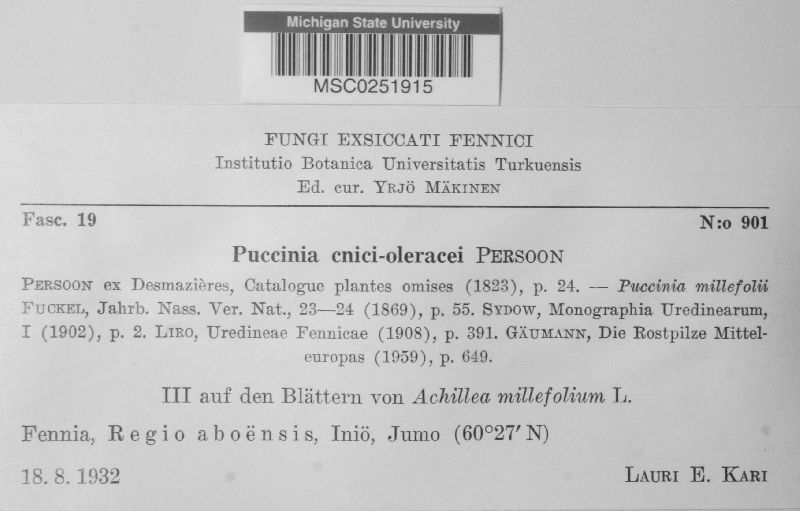 Michigan State University
MSC0251915
FUNGI EXSICCATI FENNICI
Institutio Botanica Universitatis Turkuensis
Ed. cur. YRJÖ MÄKINEN
Fasc. 19 N:o 901
Puccinia cnici-oleracei PERSOON
PERSOON ex Desmazières, Catalogue plantes omises (1823), p. 24. — Puccinia millefolii
FUCKEL, Jahrb. Nass. Ver. Nat., 23—24 (1869), p. 55. SYDOW, Monographia Uredinearum,
I (1902), p. 2. LIRO, Uredineae Fennicae (1908), p. 391. GÄUMANN, Die Rostpilze Mittel-
europas (1959), p. 649.
III auf den Blättern von Achillea millefolium L.
Fennia, Regio aboënsis, Iniö, Jumo (60°27′ N)
18. 8. 1932 LAURI E. KARI